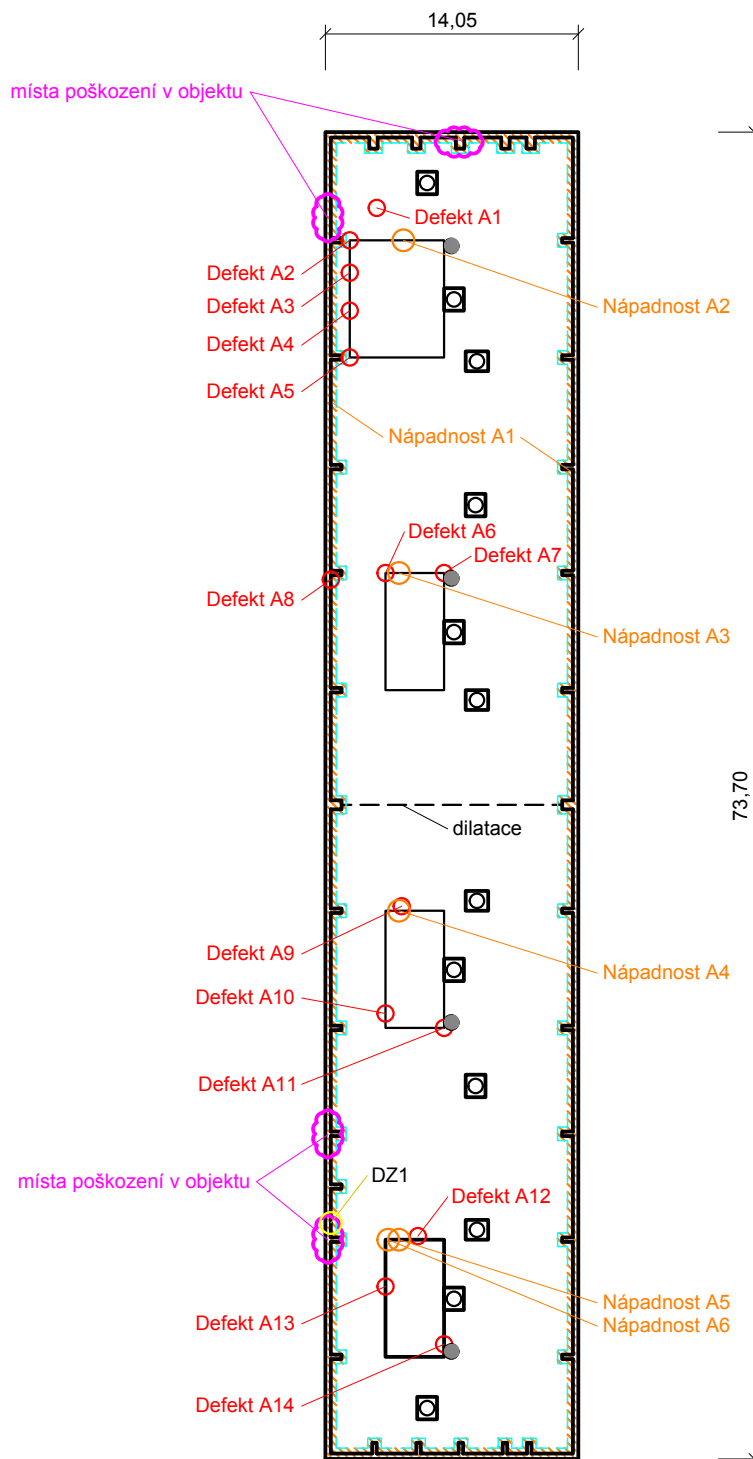 14,05
místa poškození v objektu
Defekt A1
Defekt A2
Defekt A3
Nápadnost A2
Defekt A4
Defekt A5
Nápadnost A1
Defekt A6
Defekt A7
Defekt A8
Nápadnost A3
73,70
dilatace
Defekt A9
Nápadnost A4
Defekt A10
Defekt A11
místa poškození v objektu
DZ1
Defekt A12
Nápadnost A5
Defekt A13
Nápadnost A6
Defekt A14